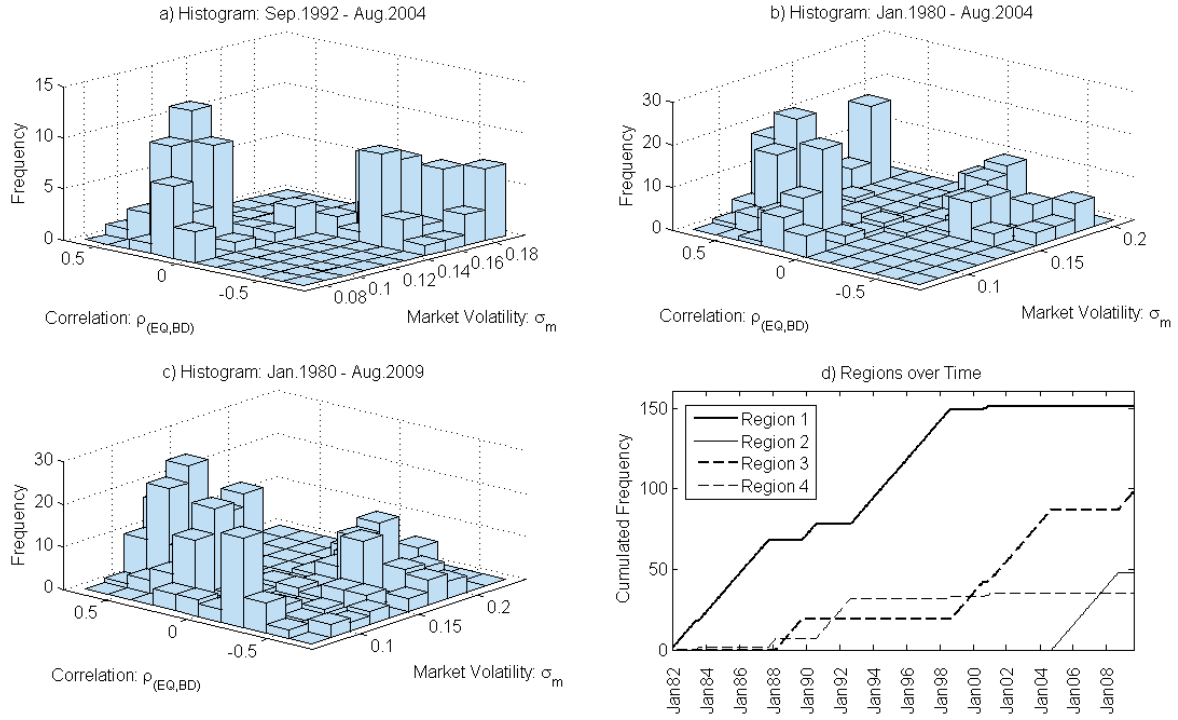 a) Histogram: Sep.1992 - Aug.2004
15
10
5
0
Frequency
0.5
0
-0.5
0.08
0.1
0.12
0.14
0.16
0.18
Correlation: ρ(EQ,BD)
Market Volatility: σm
b) Histogram: Jan.1980 - Aug.2004
30
20
10
0
Frequency
0.5
0
-0.5
0.1
0.15
0.2
Correlation: ρ(EQ,BD)
Market Volatility: σm
c) Histogram: Jan.1980 - Aug.2009
30
20
10
0
Frequency
0.5
0
-0.5
0.1
0.15
0.2
Correlation: ρ(EQ,BD)
Market Volatility: σm
d) Regions over Time
150
100
50
0
Cumulated Frequency
Region 1
Region 2
Region 3
Region 4
Jan82
Jan84
Jan86
Jan88
Jan90
Jan92
Jan94
Jan96
Jan98
Jan00
Jan02
Jan04
Jan06
Jan08